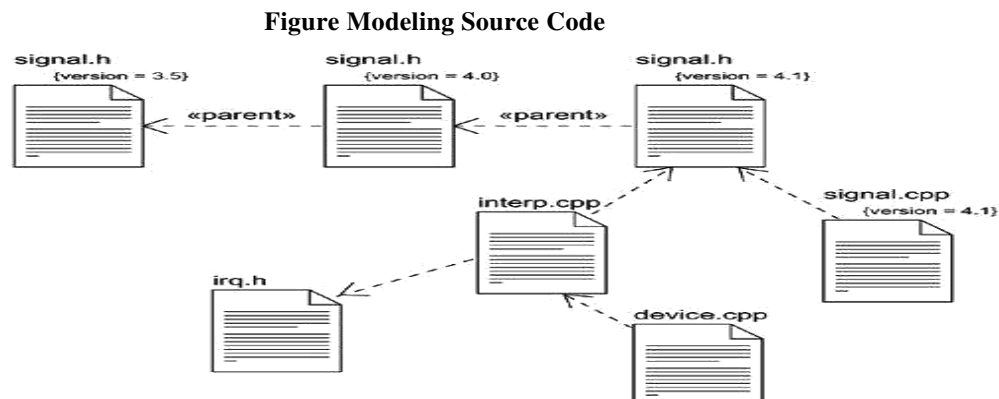 Figure Modeling Source Code
signal.h
{version = 3.5}
signal.h
{version = 4.0}
signal.h
{version = 4.1}
«parent»
«parent»
interp.cpp
signal.cpp
{version = 4.1}
irq.h
device.cpp